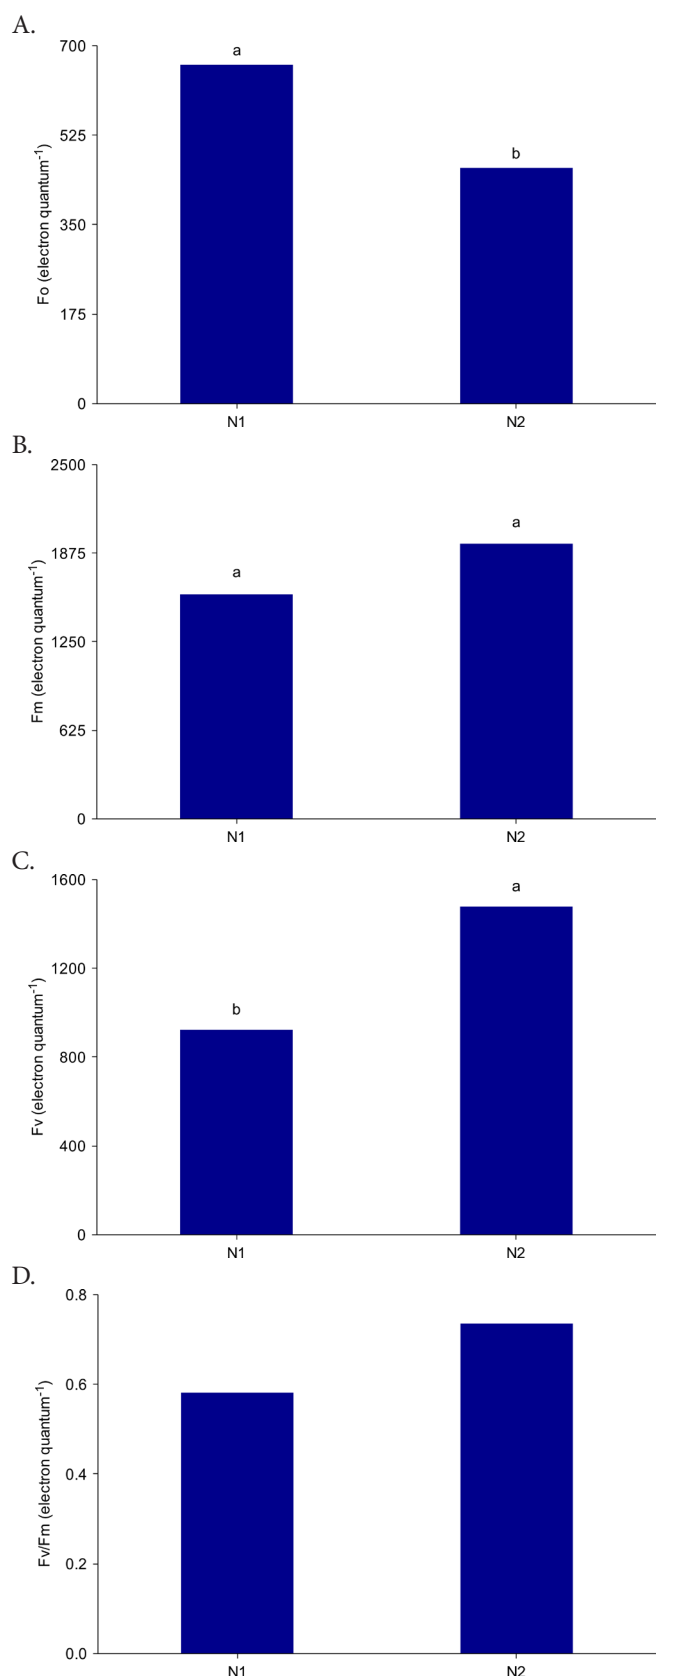 A.
Fo (electron quantum⁻¹)
700
525
350
175
0
a
b
N1
N2
B.
Fm (electron quantum⁻¹)
2500
1875
1250
625
0
a
a
N1
N2
C.
Fv (electron quantum⁻¹)
1600
1200
800
400
0
b
a
N1
N2
D.
Fv/Fm (electron quantum⁻¹)
0.8
0.6
0.4
0.2
0.0
N1
N2